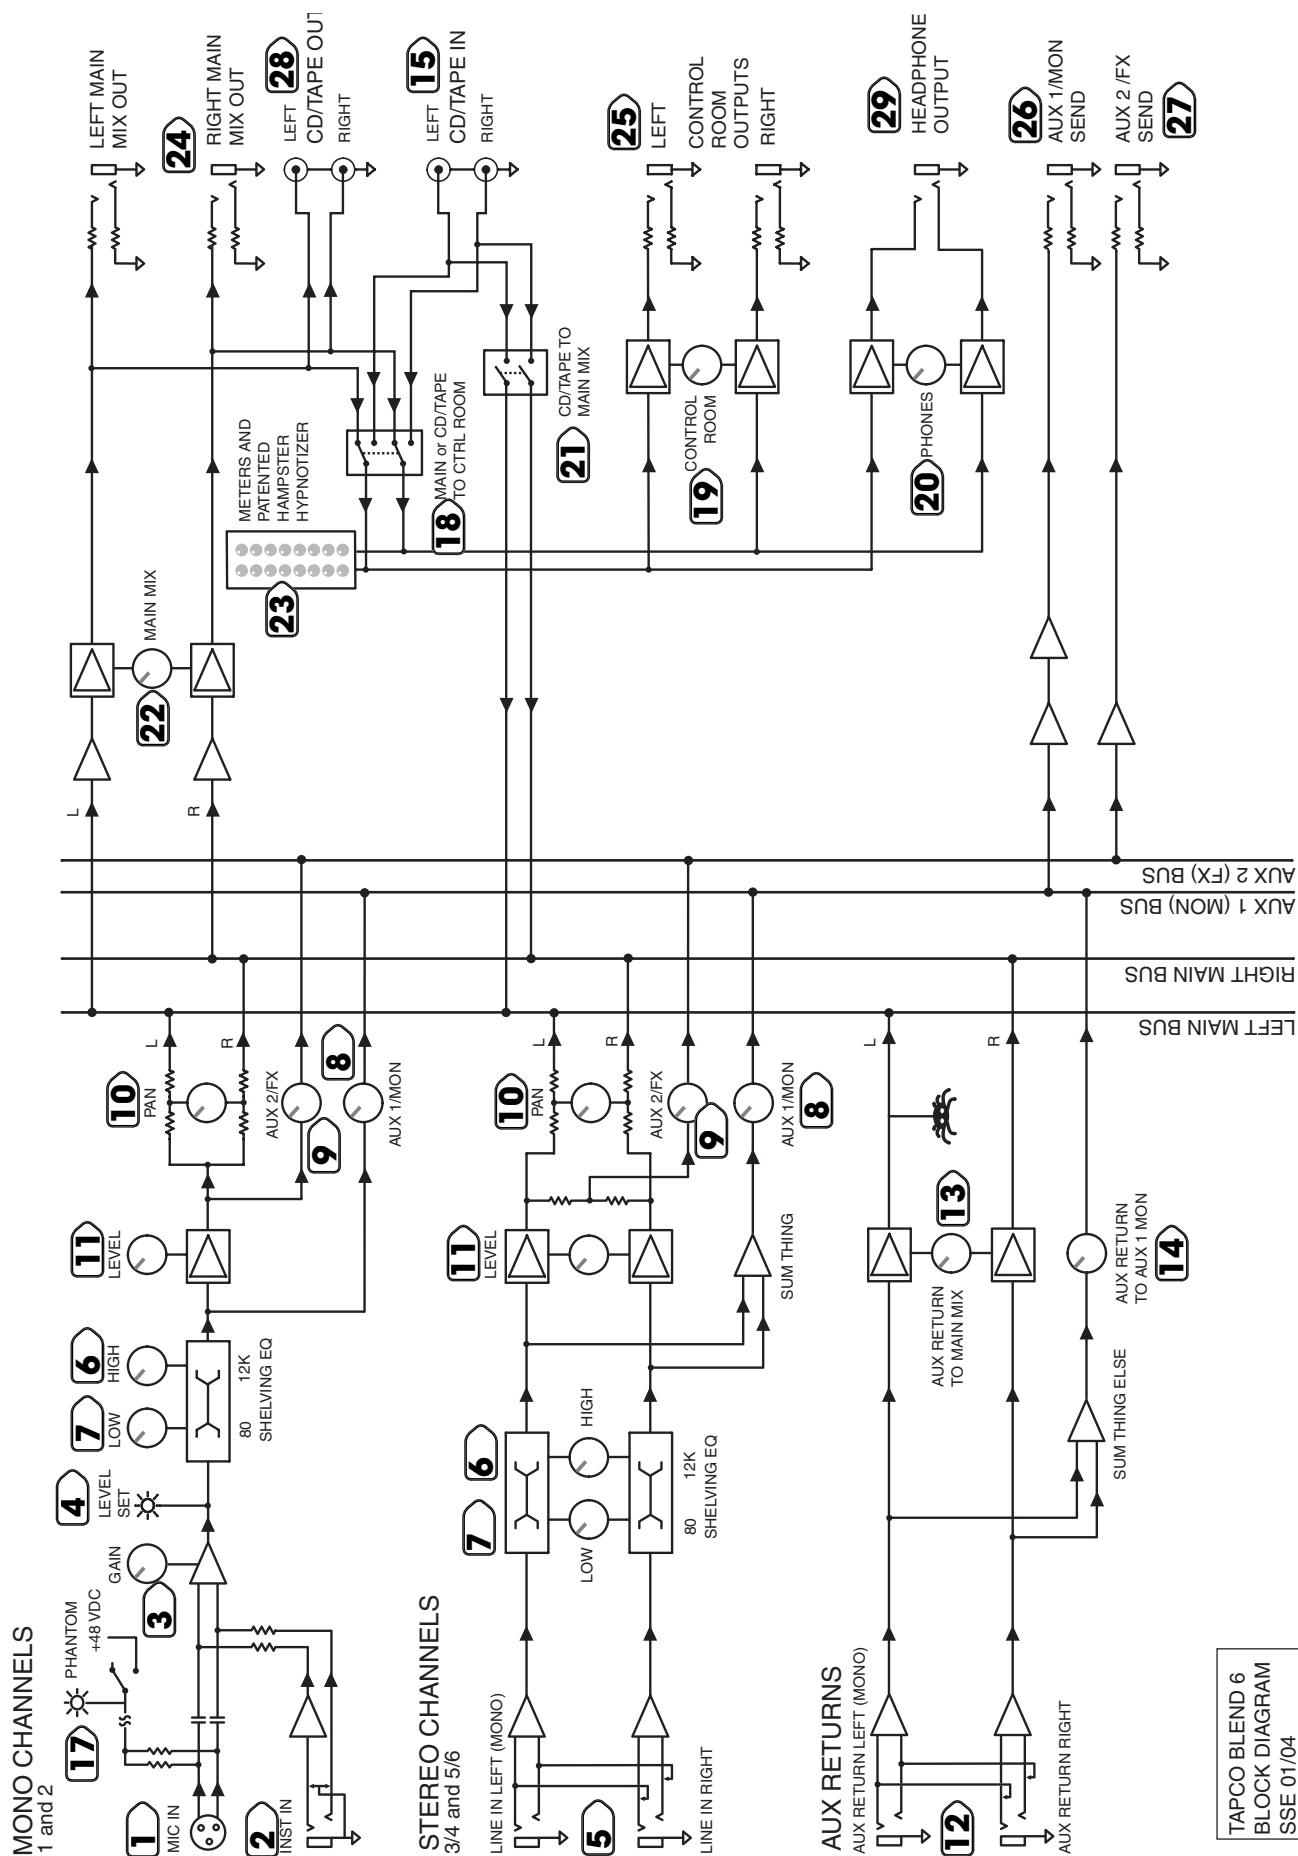 MONO CHANNELS
1 and 2
17
PHANTOM
+48 VDC
3
GAIN
4
LEVEL
SET
7
LOW
6
HIGH
80
12K
SHELVING EQ
11
LEVEL
10
PAN
L
R
AUX 2/FX
9
8
AUX 1/MON
1
MIC IN
2
INST IN
STEREO CHANNELS
3/4 and 5/6
LINE IN LEFT (MONO)
5
LINE IN RIGHT
7
6
LOW
HIGH
80
12K
SHELVING EQ
11
LEVEL
SUM THING
10
PAN
L
R
AUX 2/FX
9
AUX 1/MON
8
AUX RETURNS
AUX RETURN LEFT (MONO)
12
AUX RETURN RIGHT
SUM THING ELSE
AUX RETURN
TO MAIN MIX
13
AUX RETURN
TO AUX 1 MON
14
L
R
LEFT MAIN BUS
RIGHT MAIN BUS
AUX 1 (MON) BUS
AUX 2 (FX) BUS
L
R
22
MAIN MIX
23
METERS AND
PATENTED
HAMPSTER
HYPNOTIZER
18
MAIN or CD/TAPE
TO CTRL ROOM
21
CD/TAPE TO
MAIN MIX
19
CONTROL
ROOM
20
PHONES
LEFT MAIN
MIX OUT
24
RIGHT MAIN
MIX OUT
28
LEFT
CD/TAPE OUT
RIGHT
15
LEFT
CD/TAPE IN
RIGHT
25
LEFT
CONTROL
ROOM
OUTPUTS
RIGHT
29
HEADPHONE
OUTPUT
26
AUX 1/MON
SEND
AUX 2 /FX
SEND
27
TAPCO BLEND 6
BLOCK DIAGRAM
SSE 01/04